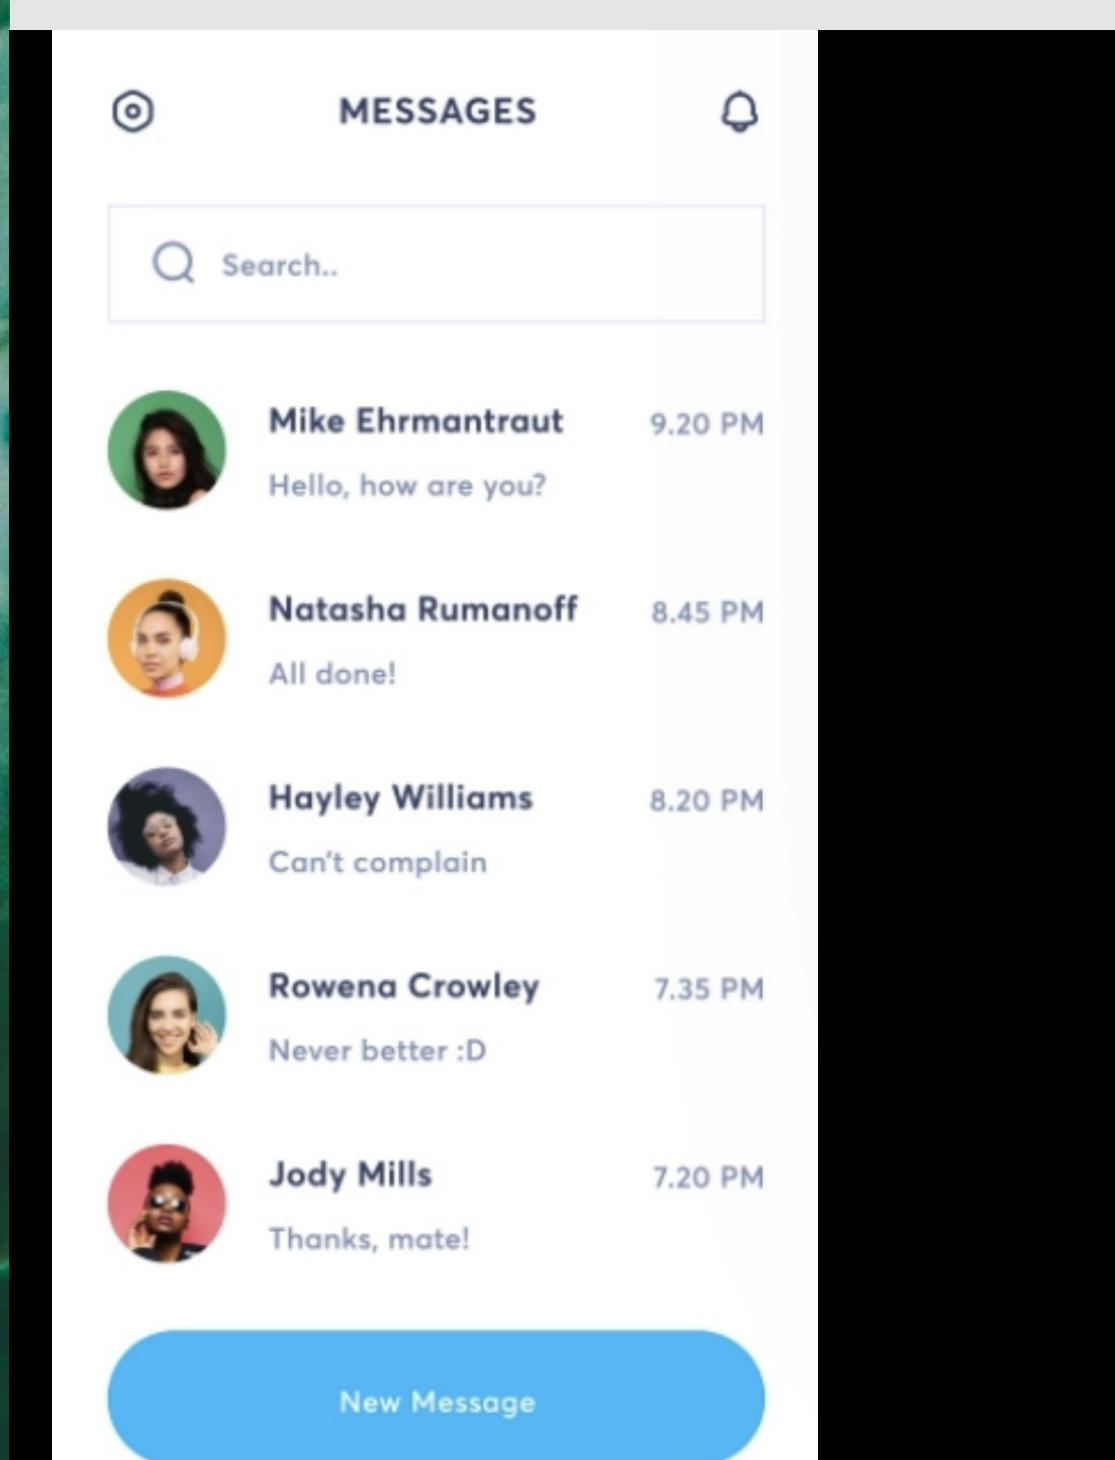 MESSAGES
Search..
Mike Ehrmantraut 9.20 PM
Hello, how are you?
Natasha Rumanoff 8.45 PM
All done!
Hayley Williams 8.20 PM
Can't complain
Rowena Crowley 7.35 PM
Never better :D
Jody Mills 7.20 PM
Thanks, mate!
New Message